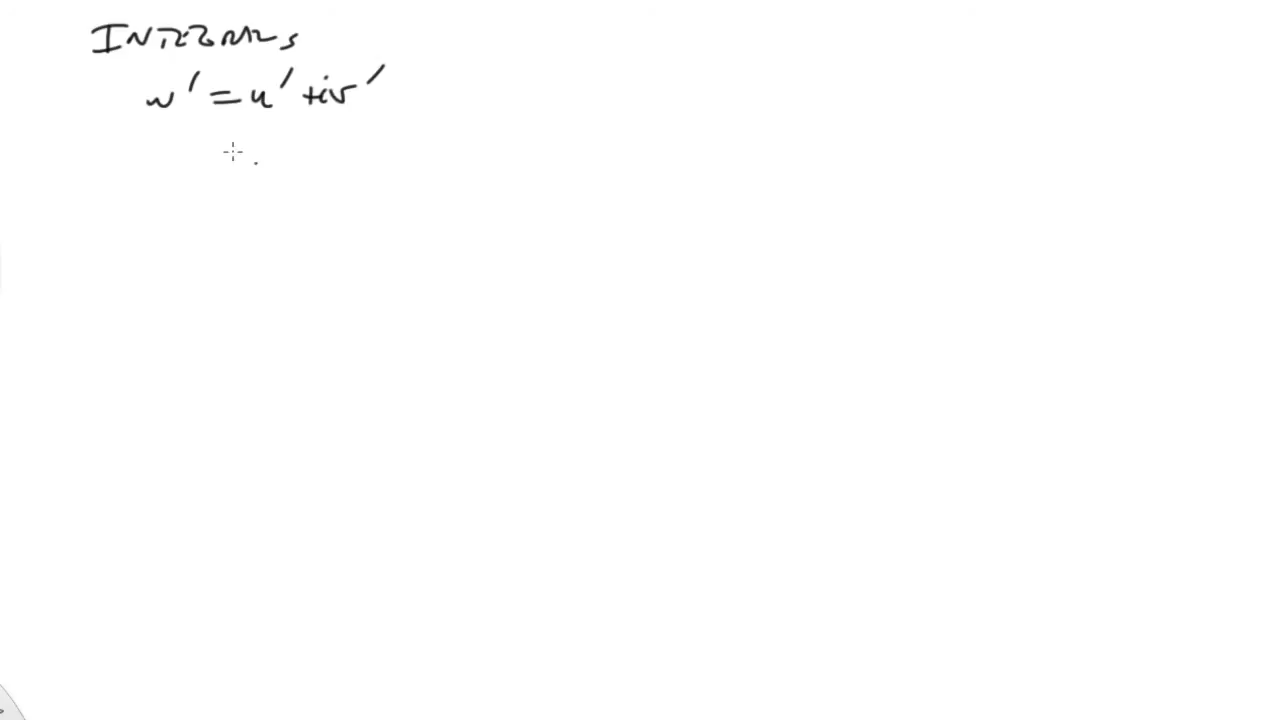 INTEGRALS
w' = u' + iv'